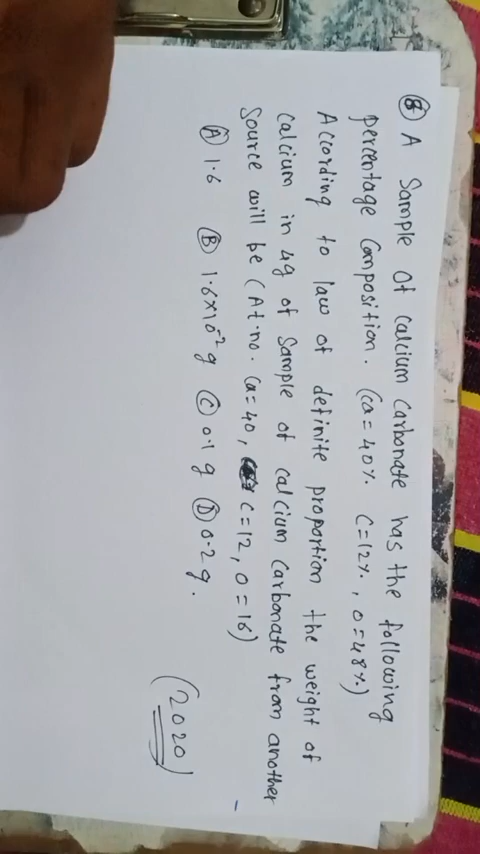 ⑧ A Sample of calcium Carbonate has the following
percentage Composition. (Ca=40% C=12%, O=48%)
According to law of definite proportion the weight of
calcium in 4g of Sample of calcium Carbonate from another
Source will be (At.no. Ca=40, C=12, O=16)
Ⓐ 1.6 Ⓑ 1.6×10⁻² g Ⓒ 0.1 g Ⓓ 0.2 g.
(2020)